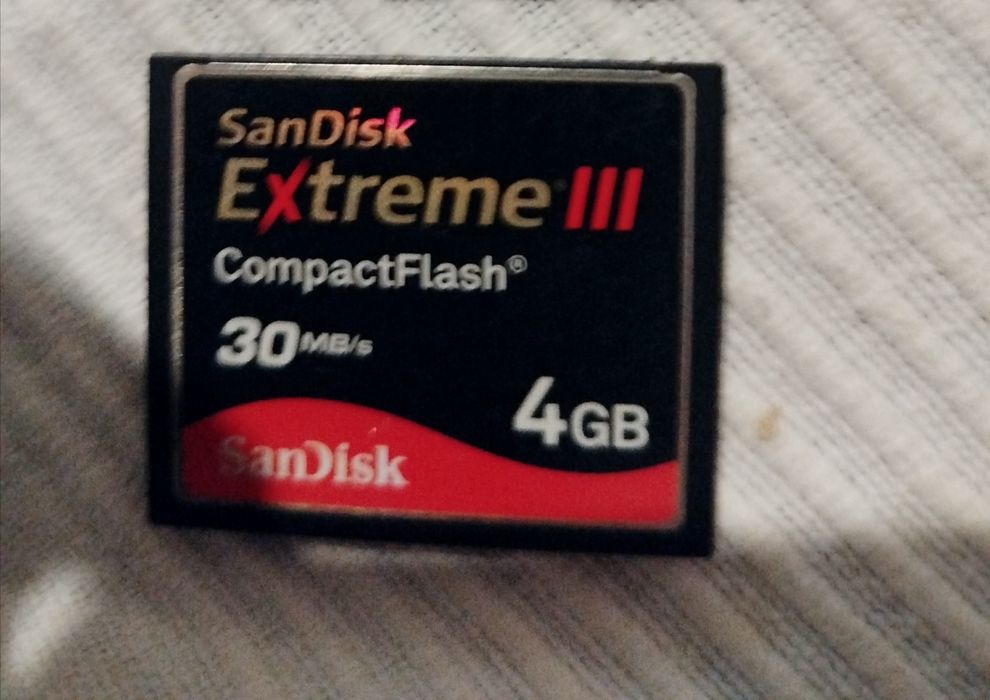 SanDisk
Extreme III
CompactFlash®
30MB/s
4GB
SanDisk